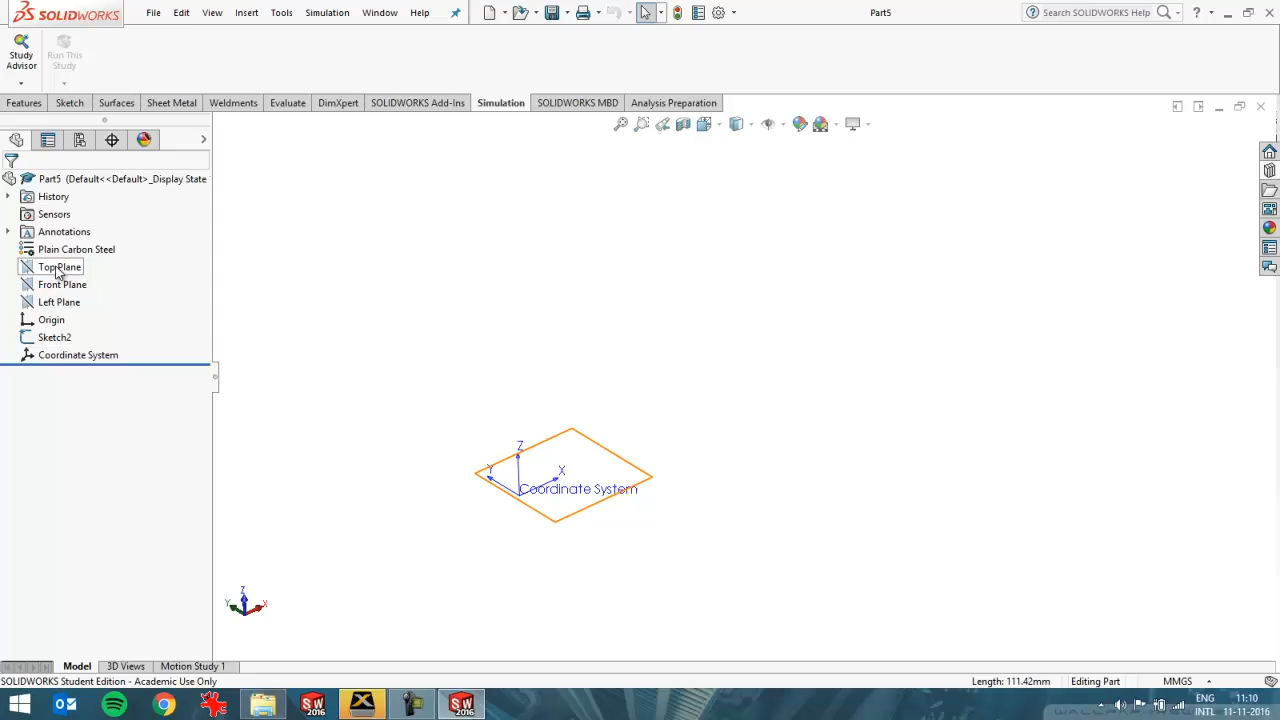 SOLIDWORKS File Edit View Insert Tools Simulation Window Help Part5 Search SOLIDWORKS Help
Study Advisor
Run This Study
Features Sketch Surfaces Sheet Metal Weldments Evaluate DimXpert SOLIDWORKS Add-Ins Simulation SOLIDWORKS MBD Analysis Preparation
Part5 (Default<<Default>_Display State
History
Sensors
Annotations
Plain Carbon Steel
Top Plane
Front Plane
Left Plane
Origin
Sketch2
Coordinate System
Z
Y X
Coordinate System
Z
Y X
Model 3D Views Motion Study 1
SOLIDWORKS Student Edition - Academic Use Only Length: 111.42mm Editing Part MMGS
SW 2016 SW 2016
ENG 11:10
INTL 11-11-2016